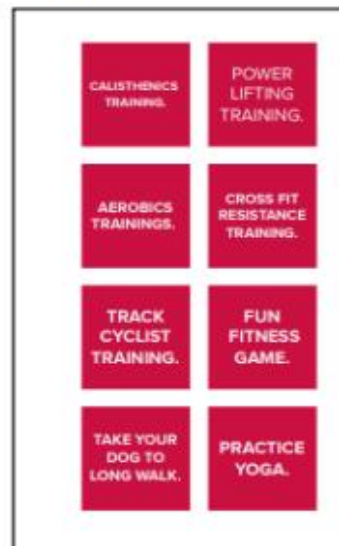 CALISTHENICS
TRAINING.
POWER
LIFTING
TRAINING.
AEROBICS
TRAININGS.
CROSS FIT
RESISTANCE
TRAINING.
TRACK
CYCLIST
TRAINING.
FUN
FITNESS
GAME.
TAKE YOUR
DOG TO
LONG WALK.
PRACTICE
YOGA.